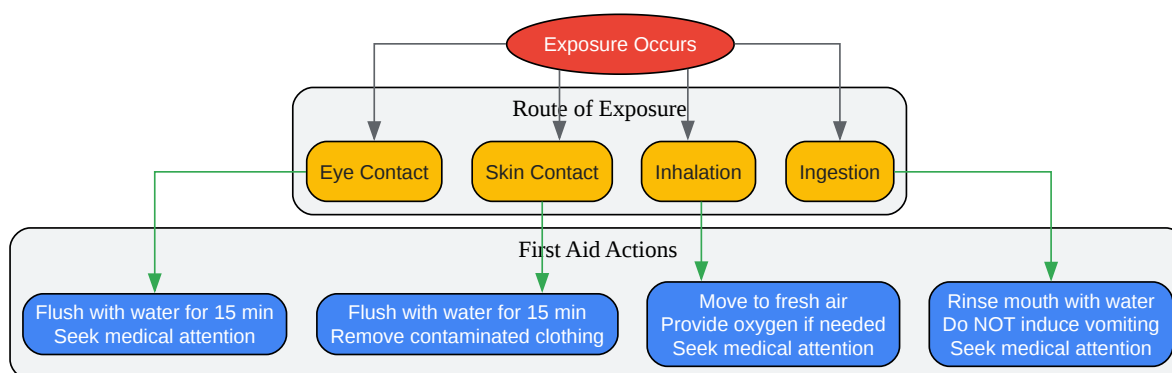 Exposure Occurs
Route of Exposure
Eye Contact
Skin Contact
Inhalation
Ingestion
First Aid Actions
Flush with water for 15 min
Seek medical attention
Flush with water for 15 min
Remove contaminated clothing
Move to fresh air
Provide oxygen if needed
Seek medical attention
Rinse mouth with water
Do NOT induce vomiting
Seek medical attention